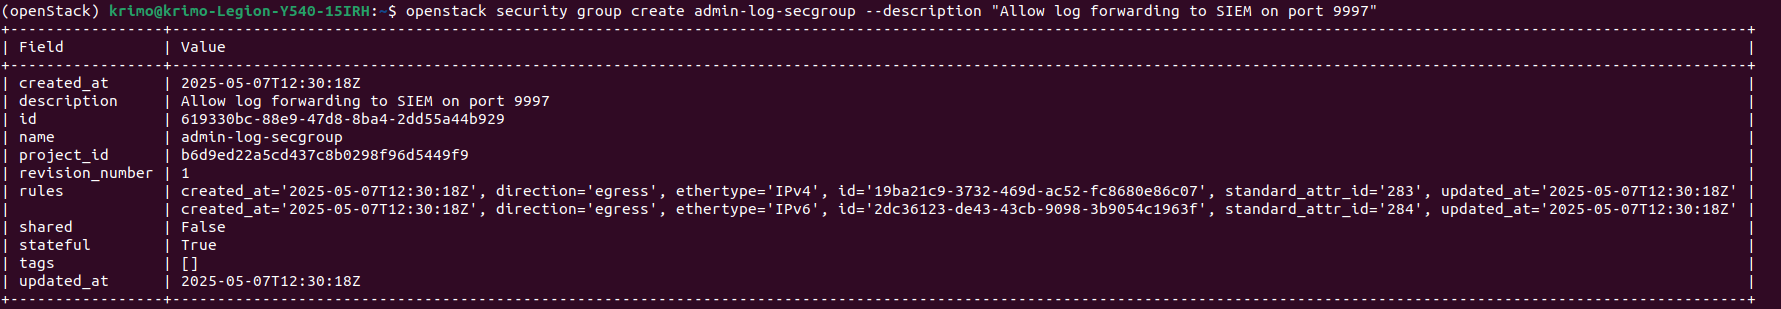 (openStack) krimo@krimo-Legion-Y540-15IRH:~$ openstack security group create admin-log-secgroup --description "Allow log forwarding to SIEM on port 9997"
| Field | Value |
| created_at | 2025-05-07T12:30:18Z |
| description | Allow log forwarding to SIEM on port 9997 |
| id | 619330bc-88e9-47d8-8ba4-2dd55a44b929 |
| name | admin-log-secgroup |
| project_id | b6d9ed22a5cd437c8b0298f96d5449f9 |
| revision_number | 1 |
| rules | created_at='2025-05-07T12:30:18Z', direction='egress', ethertype='IPv4', id='19ba21c9-3732-469d-ac52-fc8680e86c07', standard_attr_id='283', updated_at='2025-05-07T12:30:18Z' |
| | created_at='2025-05-07T12:30:18Z', direction='egress', ethertype='IPv6', id='2dc36123-de43-43cb-9098-3b9054c1963f', standard_attr_id='284', updated_at='2025-05-07T12:30:18Z' |
| shared | False |
| stateful | True |
| tags | [] |
| updated_at | 2025-05-07T12:30:18Z |